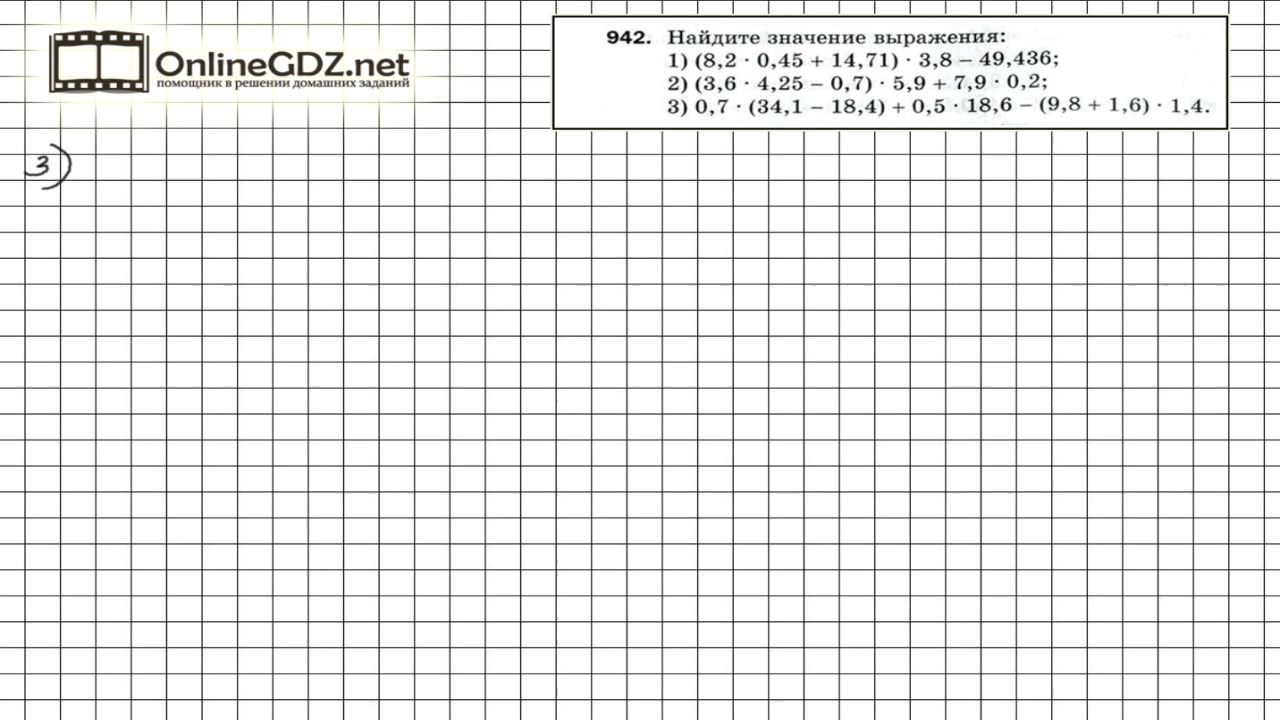 OnlineGDZ.net
помощник в решении домашних заданий
942. Найдите значение выражения:
1) (8,2 · 0,45 + 14,71) · 3,8 – 49,436;
2) (3,6 · 4,25 – 0,7) · 5,9 + 7,9 · 0,2;
3) 0,7 · (34,1 – 18,4) + 0,5 · 18,6 – (9,8 + 1,6) · 1,4.
3)